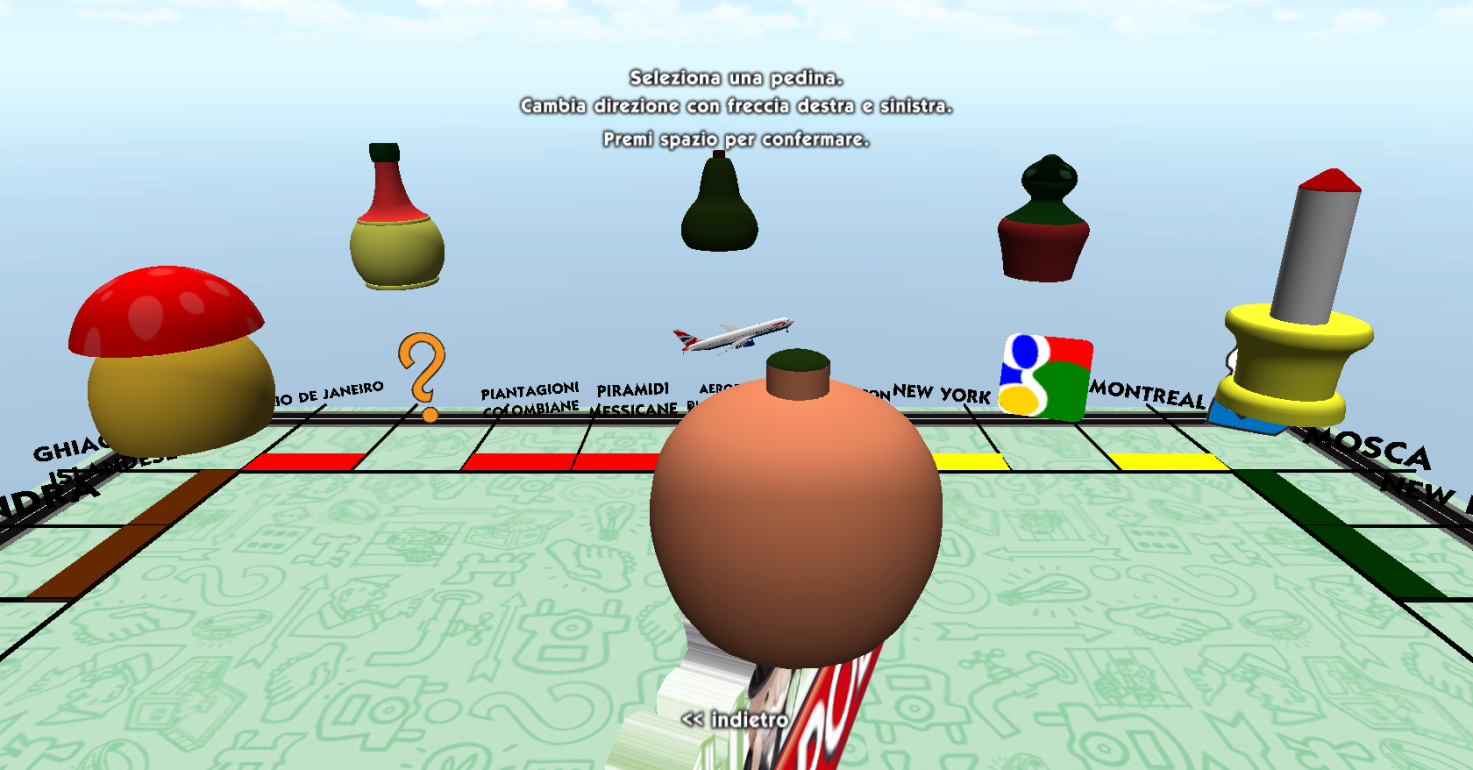 Seleziona una pedina.
Cambia direzione con freccia destra e sinistra.
Premi spazio per confermare.
?
PIANTAGIONI
COLOMBIANE
PIRAMIDI
MESSICANE
NEW YORK
MONTREAL
MOSCA
NEW
DE JANEIRO
<< indietro